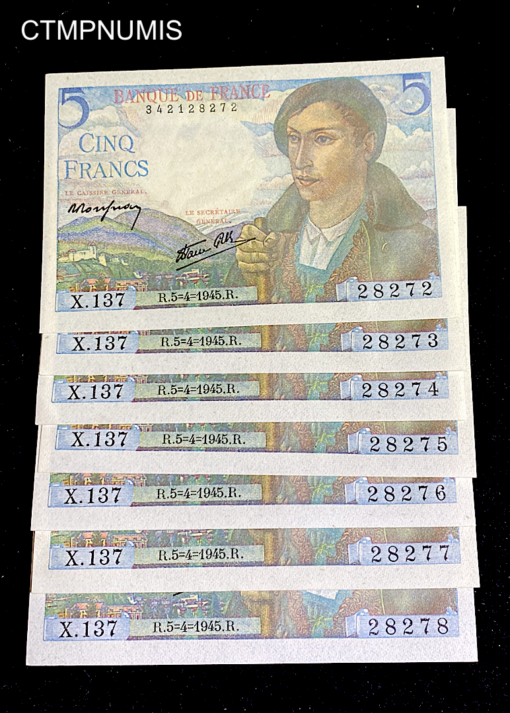 CTMPNUMIS
5 BANQUE DE FRANCE 5
342128272
CINQ
FRANCS
LE CAISSIER GÉNÉRAL,
LE SECRÉTAIRE
GÉNÉRAL,
X.137 R.5=4=1945.R. 28272
X.137 R.5=4=1945.R. 28273
X.137 R.5=4=1945.R. 28274
X.137 R.5=4=1945.R. 28275
X.137 R.5=4=1945.R. 28276
X.137 R.5=4=1945.R. 28277
X.137 R.5=4=1945.R. 28278